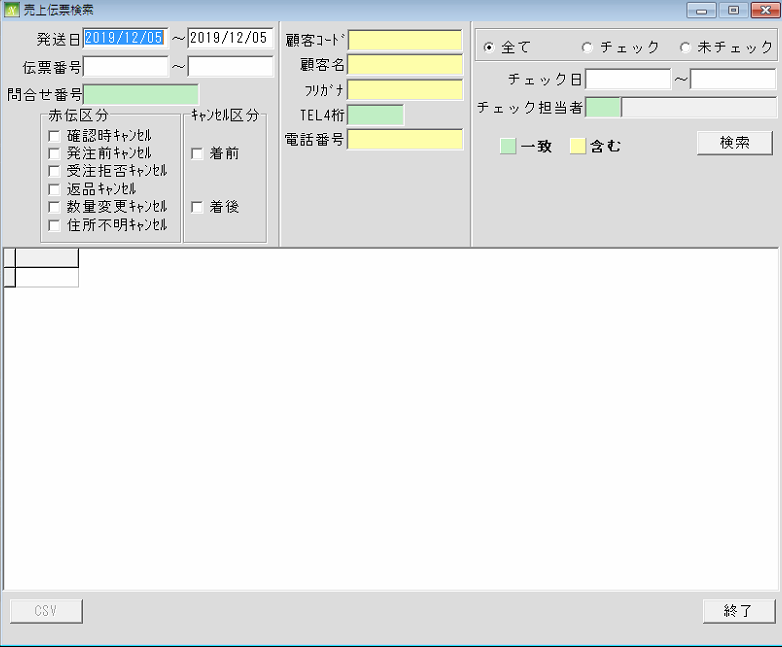 売上伝票検索
発送日 2019/12/05 ～ 2019/12/05
伝票番号 ～
問合せ番号
赤伝区分
確認時ｷｬﾝｾﾙ
発注前ｷｬﾝｾﾙ
受注拒否ｷｬﾝｾﾙ
返品ｷｬﾝｾﾙ
数量変更ｷｬﾝｾﾙ
住所不明ｷｬﾝｾﾙ
ｷｬﾝｾﾙ区分
着前
着後
顧客ｺｰﾄﾞ
顧客名
ﾌﾘｶﾞﾅ
TEL4桁
電話番号
全て チェック 未チェック
チェック日 ～
チェック担当者
一致 含む 検索
CSV 終了